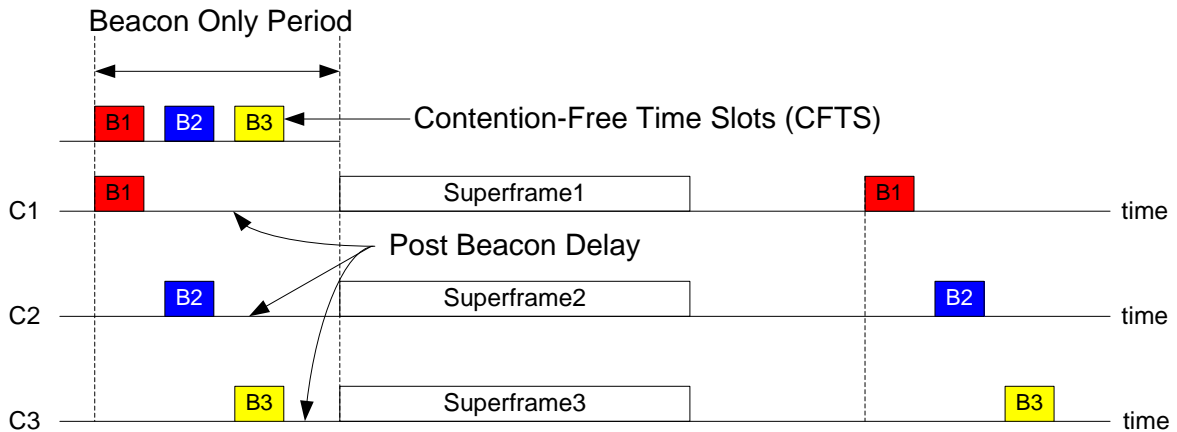 Beacon Only Period
B1
B2
B3
Contention-Free Time Slots (CFTS)
B1
Superframe1
B1
C1
time
Post Beacon Delay
B2
Superframe2
B2
C2
time
B3
Superframe3
B3
C3
time